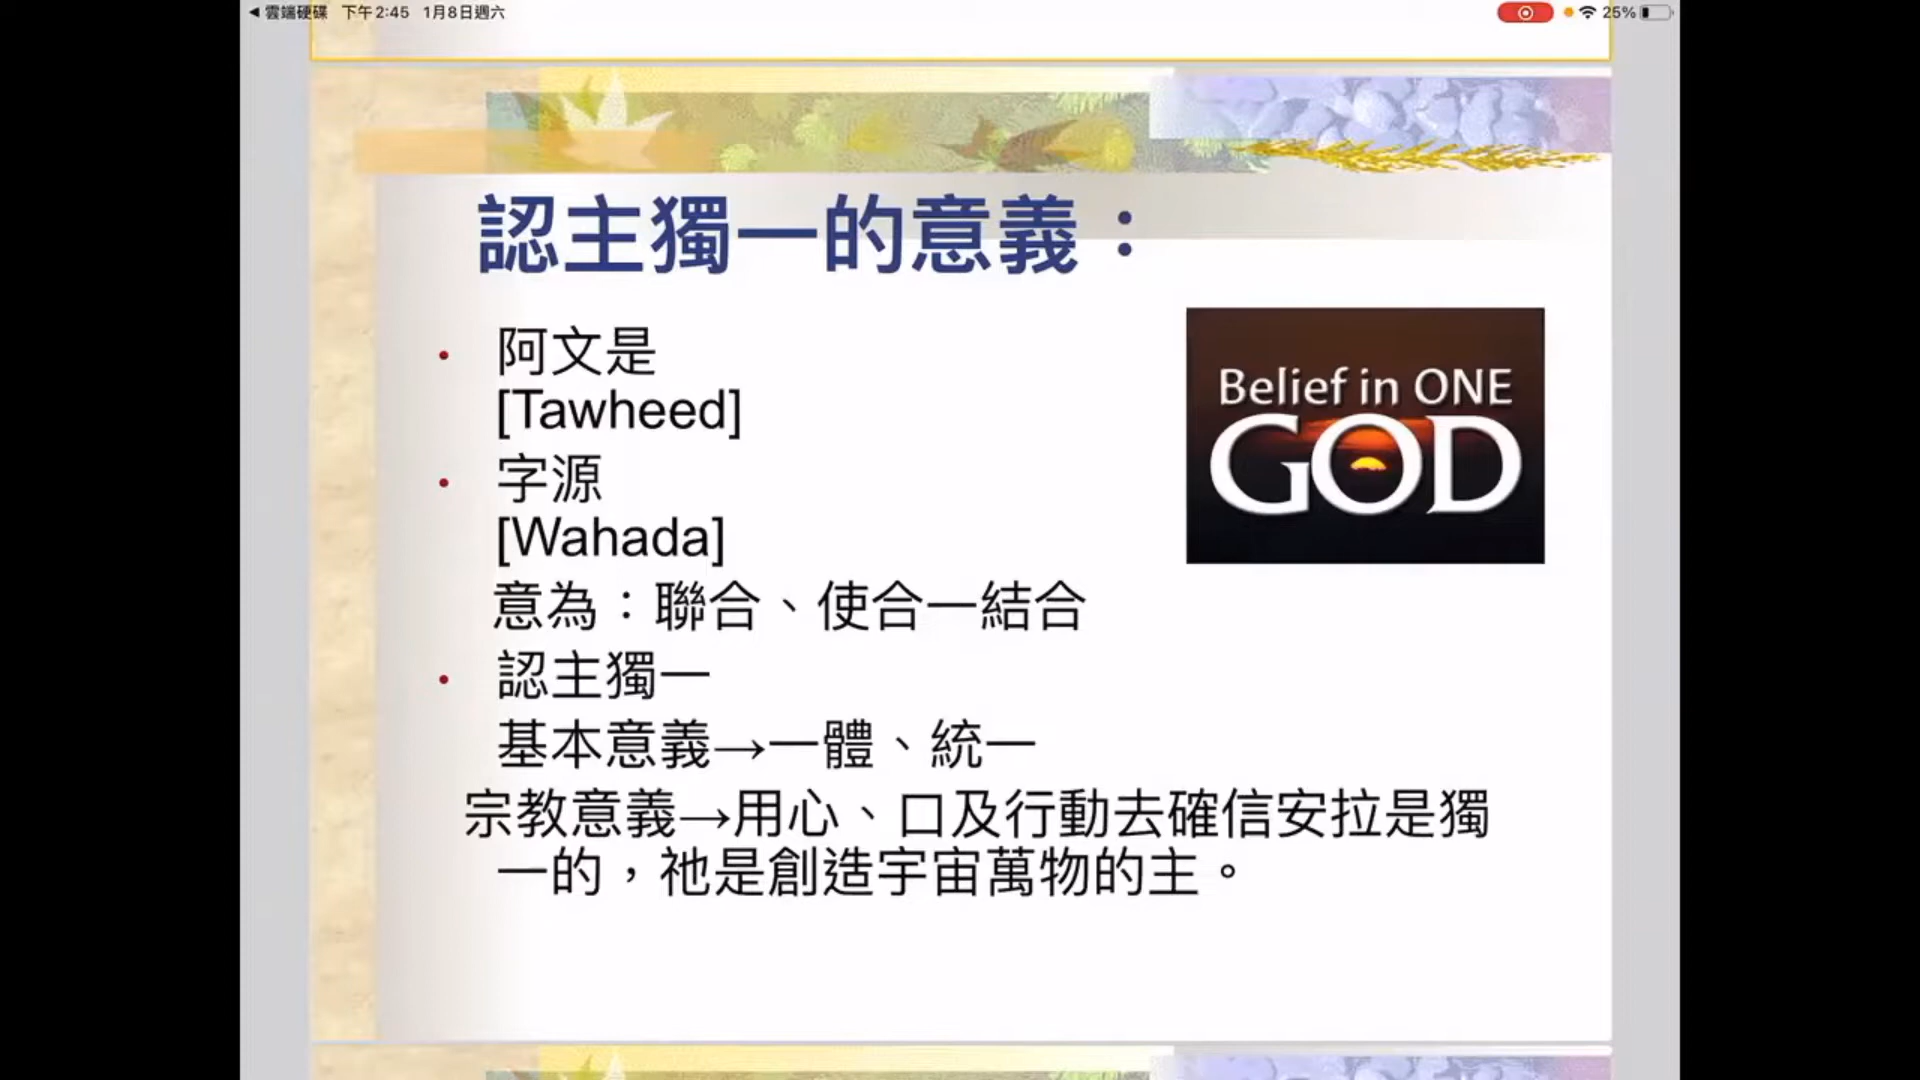 ◀ 雲端硬碟 下午2:45 1月8日週六 25%
認主獨一的意義：
• 阿文是
[Tawheed]
• 字源
[Wahada]
意為：聯合、使合一結合
• 認主獨一
基本意義→一體、統一
宗教意義→用心、口及行動去確信安拉是獨
一的，祂是創造宇宙萬物的主。
Belief in ONE
GOD